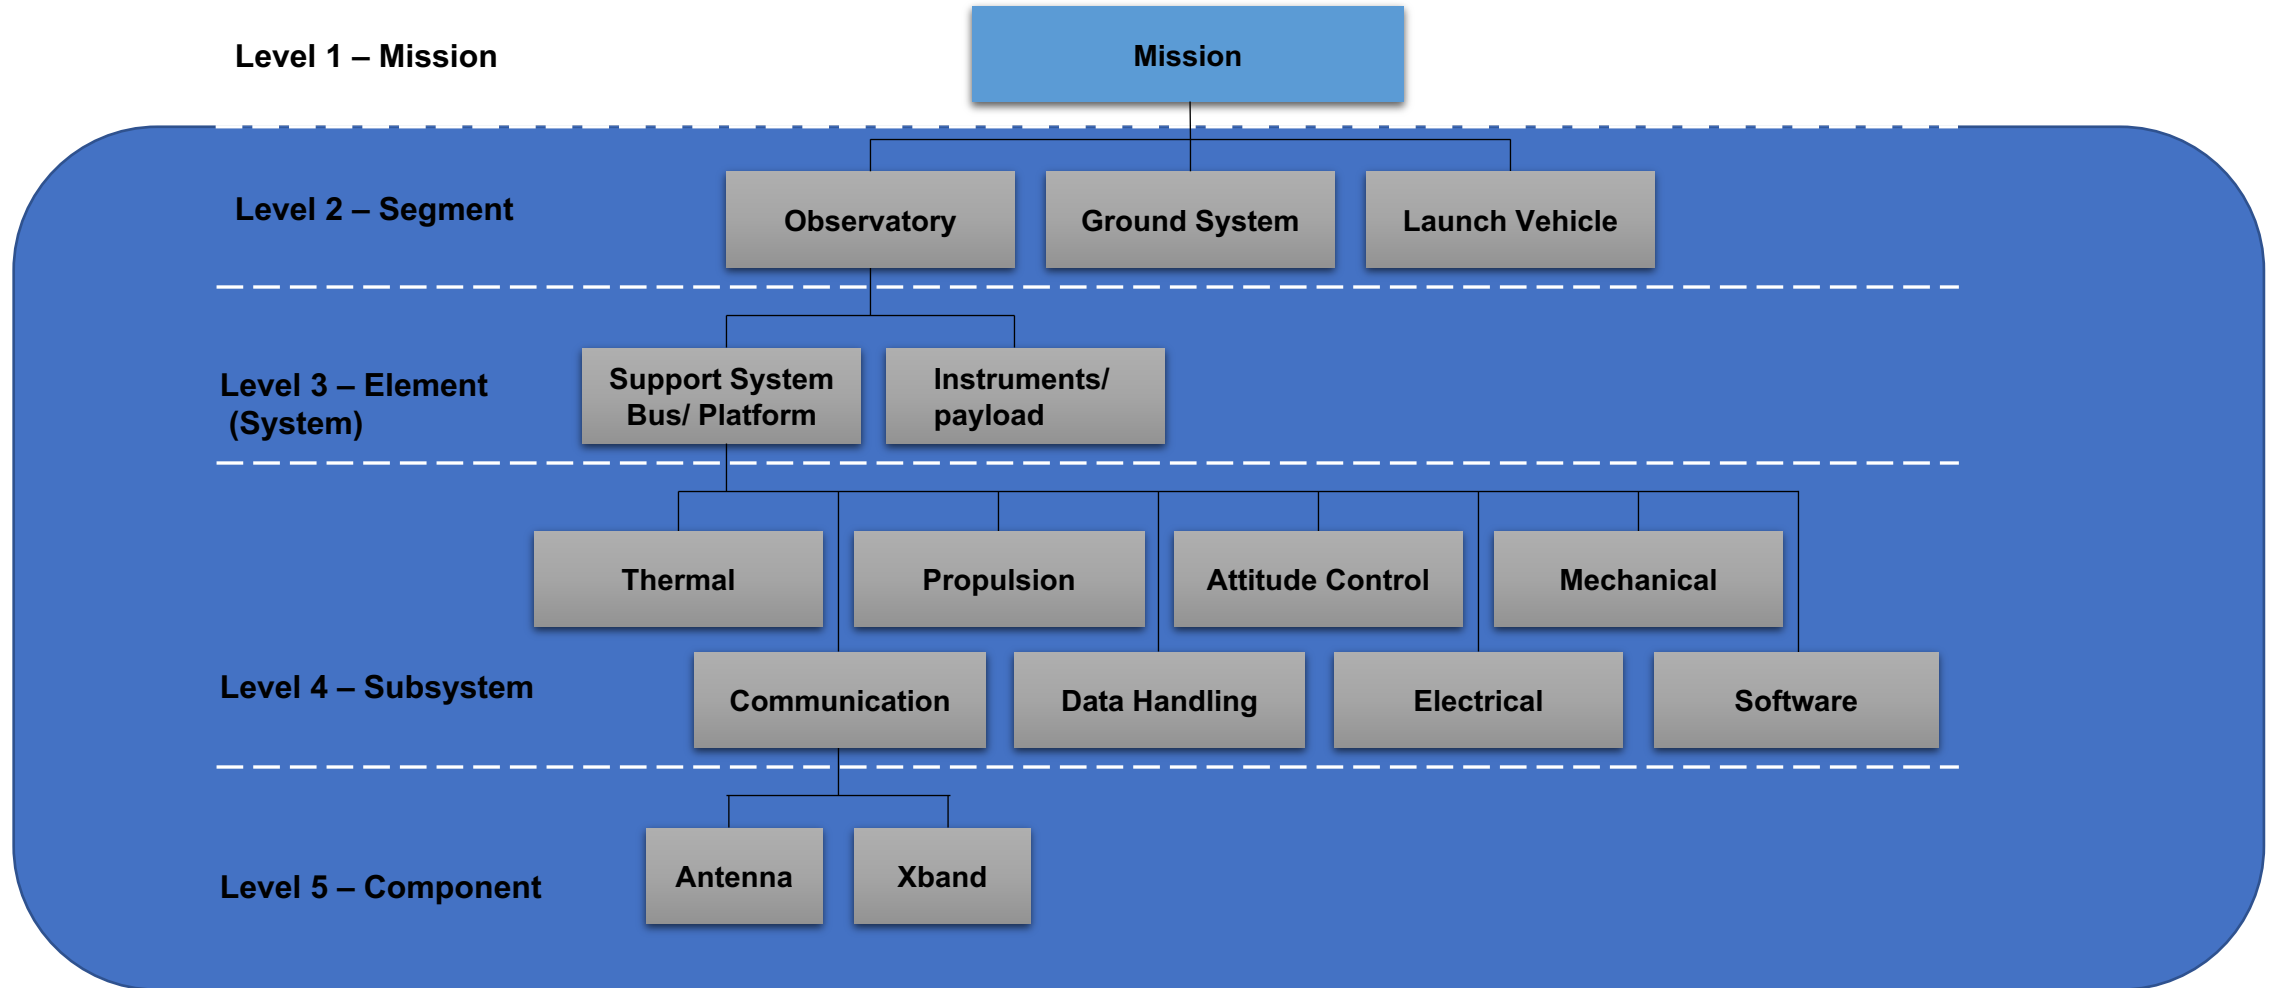 Level 1 – Mission
Mission
Level 2 – Segment
Observatory
Ground System
Launch Vehicle
Level 3 – Element
(System)
Support System
Bus/ Platform
Instruments/
payload
Thermal
Propulsion
Attitude Control
Mechanical
Level 4 – Subsystem
Communication
Data Handling
Electrical
Software
Level 5 – Component
Antenna
Xband